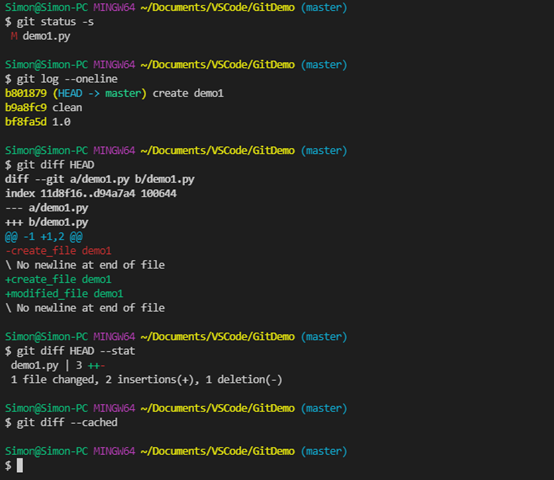 Simon@Simon-PC MINGW64 ~/Documents/VSCode/GitDemo (master)
$ git status -s
 M demo1.py
Simon@Simon-PC MINGW64 ~/Documents/VSCode/GitDemo (master)
$ git log --oneline
b801879 (HEAD -> master) create demo1
b9a8fc9 clean
bf8fa5d 1.0
Simon@Simon-PC MINGW64 ~/Documents/VSCode/GitDemo (master)
$ git diff HEAD
diff --git a/demo1.py b/demo1.py
index 11d8f16..d94a7a4 100644
--- a/demo1.py
+++ b/demo1.py
@@ -1 +1,2 @@
-create_file demo1
\ No newline at end of file
+create_file demo1
+modified_file demo1
\ No newline at end of file
Simon@Simon-PC MINGW64 ~/Documents/VSCode/GitDemo (master)
$ git diff HEAD --stat
 demo1.py | 3 ++-
 1 file changed, 2 insertions(+), 1 deletion(-)
Simon@Simon-PC MINGW64 ~/Documents/VSCode/GitDemo (master)
$ git diff --cached
Simon@Simon-PC MINGW64 ~/Documents/VSCode/GitDemo (master)
$